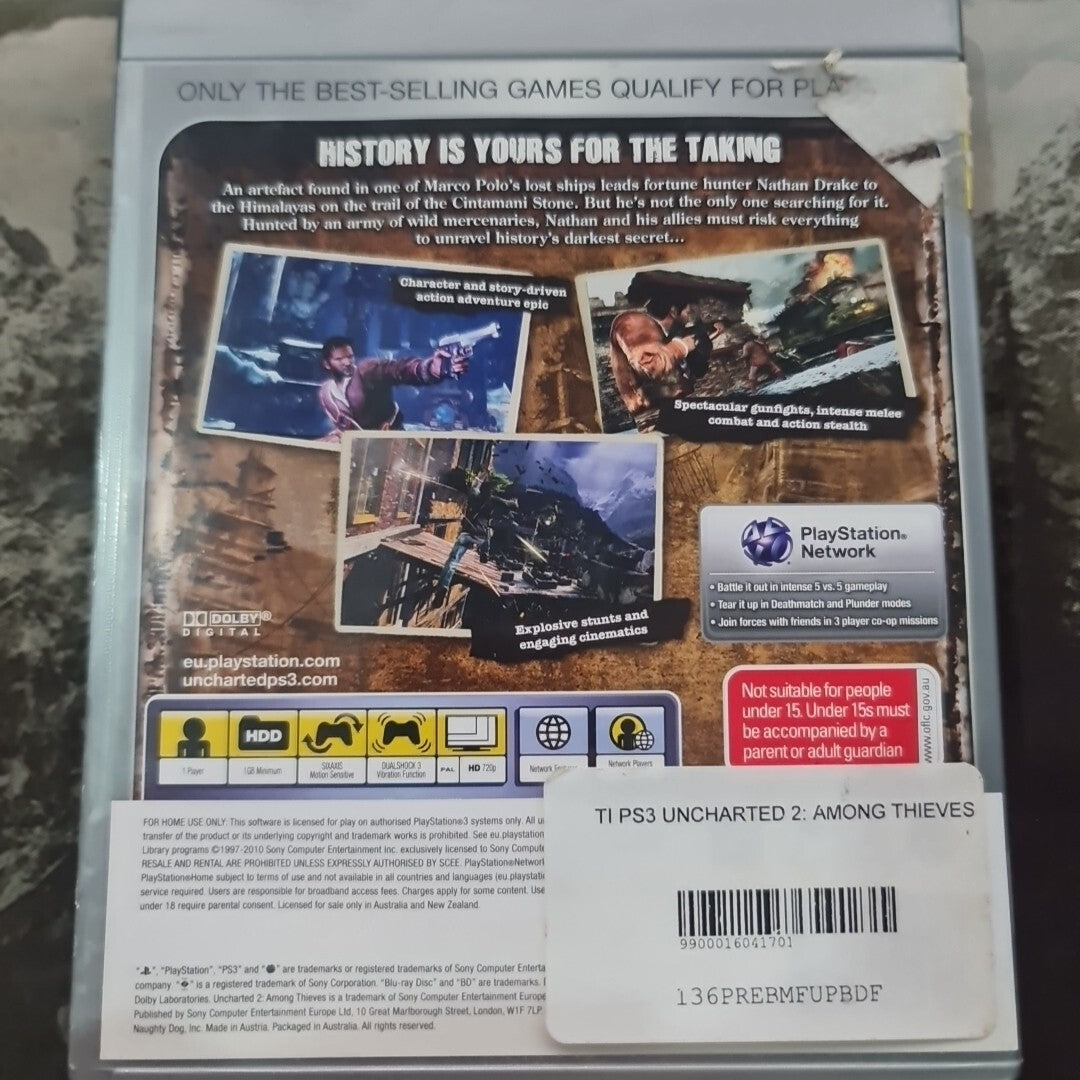 ONLY THE BEST-SELLING GAMES QUALIFY FOR PLA
HISTORY IS YOURS FOR THE TAKING
An artefact found in one of Marco Polo's lost ships leads fortune hunter Nathan Drake to
the Himalayas on the trail of the Cintamani Stone. But he's not the only one searching for it.
Hunted by an army of wild mercenaries, Nathan and his allies must risk everything
to unravel history's darkest secret...
Character and story-driven
action adventure epic
Spectacular gunfights, intense melee
combat and action stealth
Explosive stunts and
engaging cinematics
PlayStation®
Network
• Battle it out in intense 5 vs. 5 gameplay
• Tear it up in Deathmatch and Plunder modes
• Join forces with friends in 3 player co-op missions
DOLBY®
DIGITAL
eu.playstation.com
unchartedps3.com
Not suitable for people
under 15. Under 15s must
be accompanied by a
parent or adult guardian
www.oflc.gov.au
HDD
1 Player
1GB Minimum
SIXAXIS
Motion Sensitive
DUALSHOCK 3
Vibration Function
PAL
HD 720p
Network
Network Players
FOR HOME USE ONLY: This software is licensed for play on authorised PlayStation®3 systems only. All
transfer of the product or its underlying copyright and trademark works is prohibited. See eu.playstation
Library programs ©1997-2010 Sony Computer Entertainment Inc. exclusively licensed to Sony Compute
RESALE AND RENTAL ARE PROHIBITED UNLESS EXPRESSLY AUTHORISED BY SCEE. PlayStation®Network
PlayStation®Home subject to terms of use and not available in all countries and languages (eu.playstati
service required. Users are responsible for broadband access fees. Charges apply for some content. Use
under 18 require parental consent. Licensed for sale only in Australia and New Zealand.
"PlayStation", "PS3" and " " are trademarks or registered trademarks of Sony Computer Enterta
company. " " is a registered trademark of Sony Corporation. "Blu-ray Disc" and "BD" are trademarks.
Dolby Laboratories. Uncharted 2: Among Thieves is a trademark of Sony Computer Entertainment Europe
Published by Sony Computer Entertainment Europe Ltd, 10 Great Marlborough Street, London, W1F 7LP.
Naughty Dog, Inc. Made in Austria. Packaged in Australia. All rights reserved.
TI PS3 UNCHARTED 2: AMONG THIEVES
9900016041701
136PREBMFUPBDF